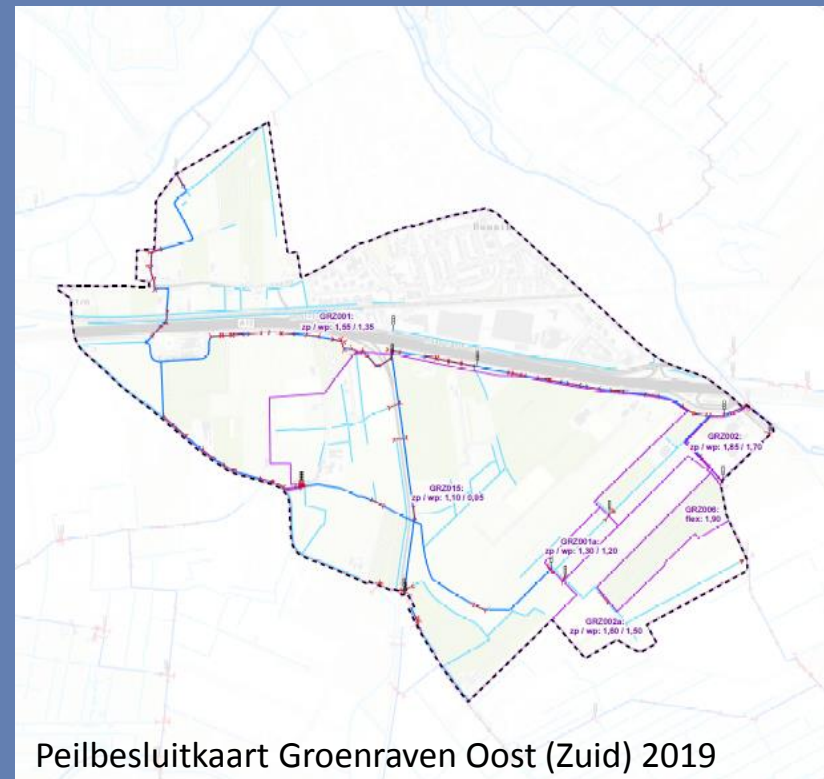 Bunnik
GRZ001:
zp / wp: 1,55 / 1,35
GRZ002:
zp / wp: 1,85 / 1,70
GRZ015:
zp / wp: 1,10 / 0,95
GRZ006:
flex: 1,90
GRZ001a:
zp / wp: 1,30 / 1,20
GRZ002a:
zp / wp: 1,60 / 1,50
Peilbesluitkaart Groenraven Oost (Zuid) 2019